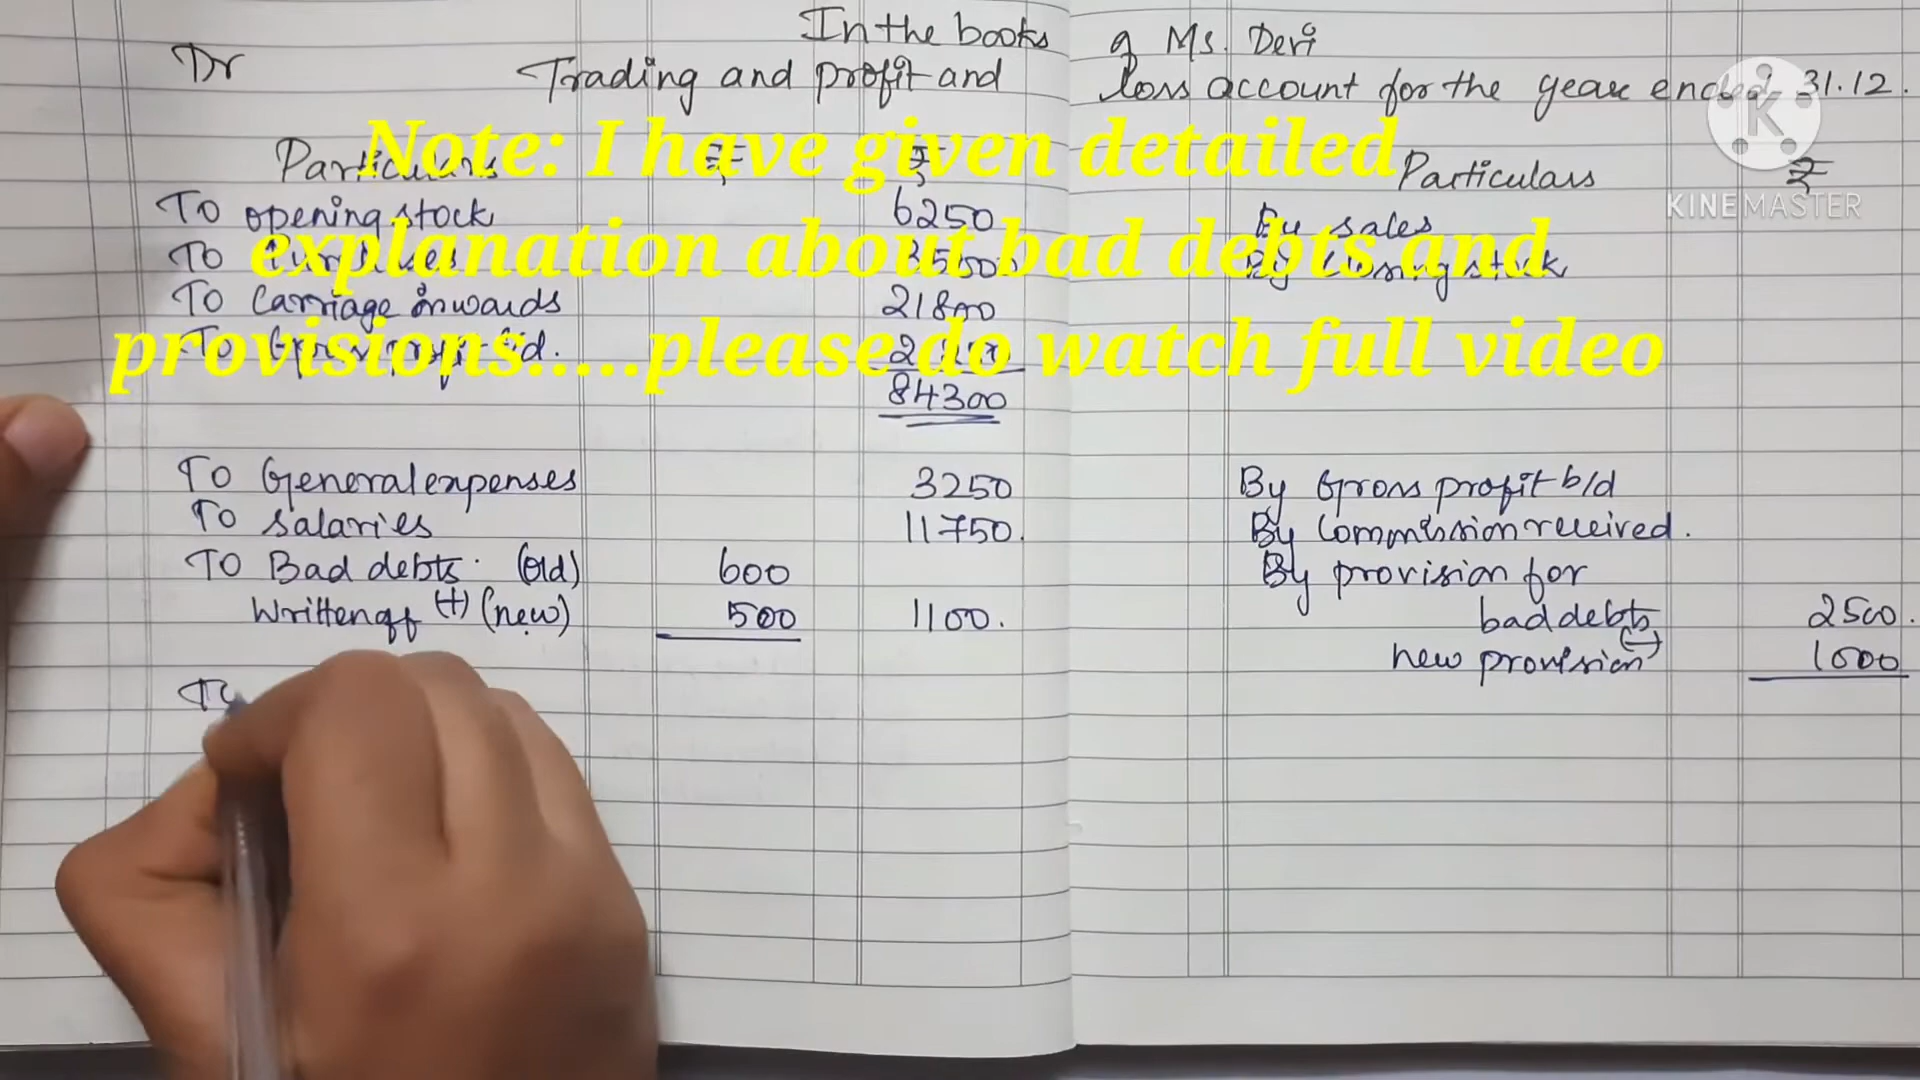 In the books of Ms. Devi
Dr
Trading and profit and loss account for the year ended 31.12.
KINEMASTER
Note: I have given detailed
explanation about bad debts and
provisions.....please do watch full video
Particulars ₹ ₹
To opening stock 6250
To
To Carriage inwards 21800
To
84300
To General expenses 3250
To Salaries 11750.
To Bad debts. (old) 600
Written off (+) (new) 500 1100.
To
Particulars ₹
By sales
By closing stock
By Gross profit b/d
By Commission received.
By provision for
bad debts 2500.
(-)
new provision 1000